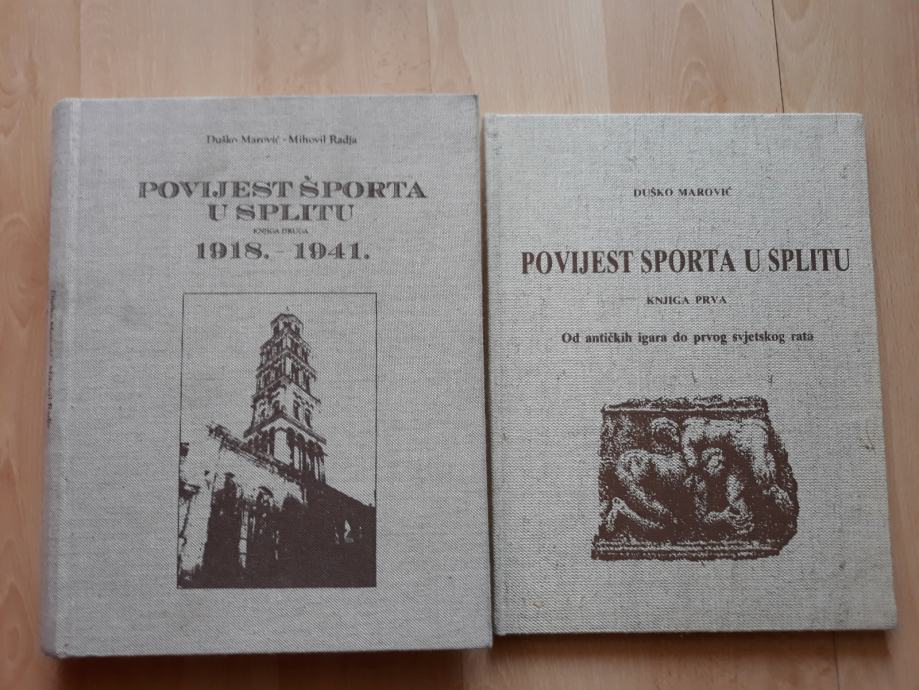 Duško Marović - Mihovil Radja
POVIJEST ŠPORTA
U SPLITU
KNJIGA DRUGA
1918. - 1941.
DUŠKO MAROVIĆ
POVIJEST SPORTA U SPLITU
KNJIGA PRVA
Od antičkih igara do prvog svjetskog rata